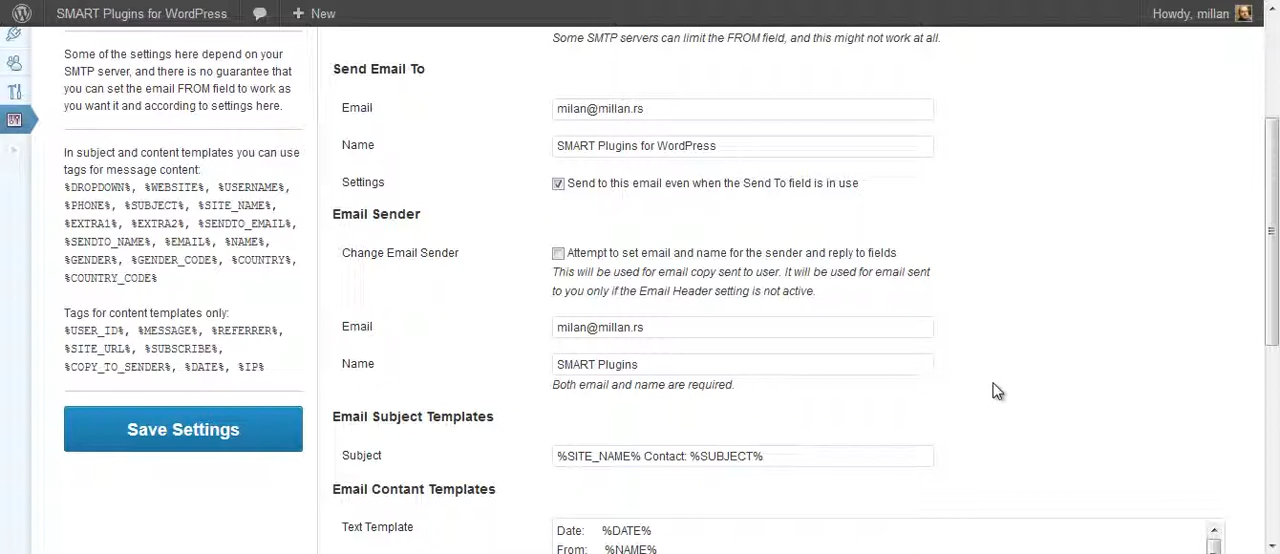 SMART Plugins for WordPress
New
Howdy, millan
Some of the settings here depend on your
SMTP server, and there is no guarantee that
you can set the email FROM field to work as
you want it and according to settings here.
In subject and content templates you can use
tags for message content:
%DROPDOWN%, %WEBSITE%, %USERNAME%,
%PHONE%, %SUBJECT%, %SITE_NAME%,
%EXTRA1%, %EXTRA2%, %SENDTO_EMAIL%,
%SENDTO_NAME%, %EMAIL%, %NAME%,
%GENDER%, %GENDER_CODE%, %COUNTRY%,
%COUNTRY_CODE%
Tags for content templates only:
%USER_ID%, %MESSAGE%, %REFERRER%,
%SITE_URL%, %SUBSCRIBE%,
%COPY_TO_SENDER%, %DATE%, %IP%
Save Settings
Some SMTP servers can limit the FROM field, and this might not work at all.
Send Email To
Email
milan@millan.rs
Name
SMART Plugins for WordPress
Settings
Send to this email even when the Send To field is in use
Email Sender
Change Email Sender
Attempt to set email and name for the sender and reply to fields
This will be used for email copy sent to user. It will be used for email sent
to you only if the Email Header setting is not active.
Email
milan@millan.rs
Name
SMART Plugins
Both email and name are required.
Email Subject Templates
Subject
%SITE_NAME% Contact: %SUBJECT%
Email Contant Templates
Text Template
Date: %DATE%
From: %NAME%